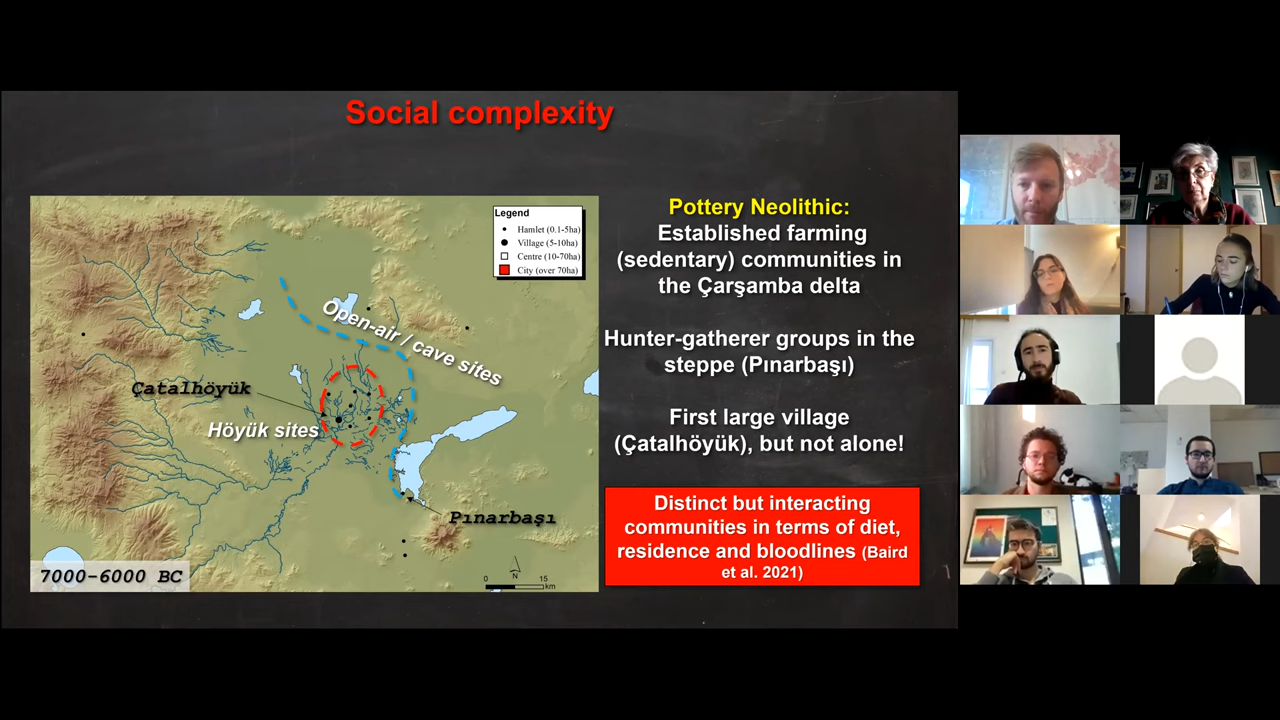 Social complexity
Legend
Hamlet (0.1-5ha)
Village (5-10ha)
Centre (10-70ha)
City (over 70ha)
Open-air / cave sites
Çatalhöyük
Höyük sites
Pınarbaşı
7000-6000 BC
N
0 15
km
Pottery Neolithic:
Established farming
(sedentary) communities in
the Çarşamba delta
Hunter-gatherer groups in the
steppe (Pınarbaşı)
First large village
(Çatalhöyük), but not alone!
Distinct but interacting
communities in terms of diet,
residence and bloodlines (Baird
et al. 2021)